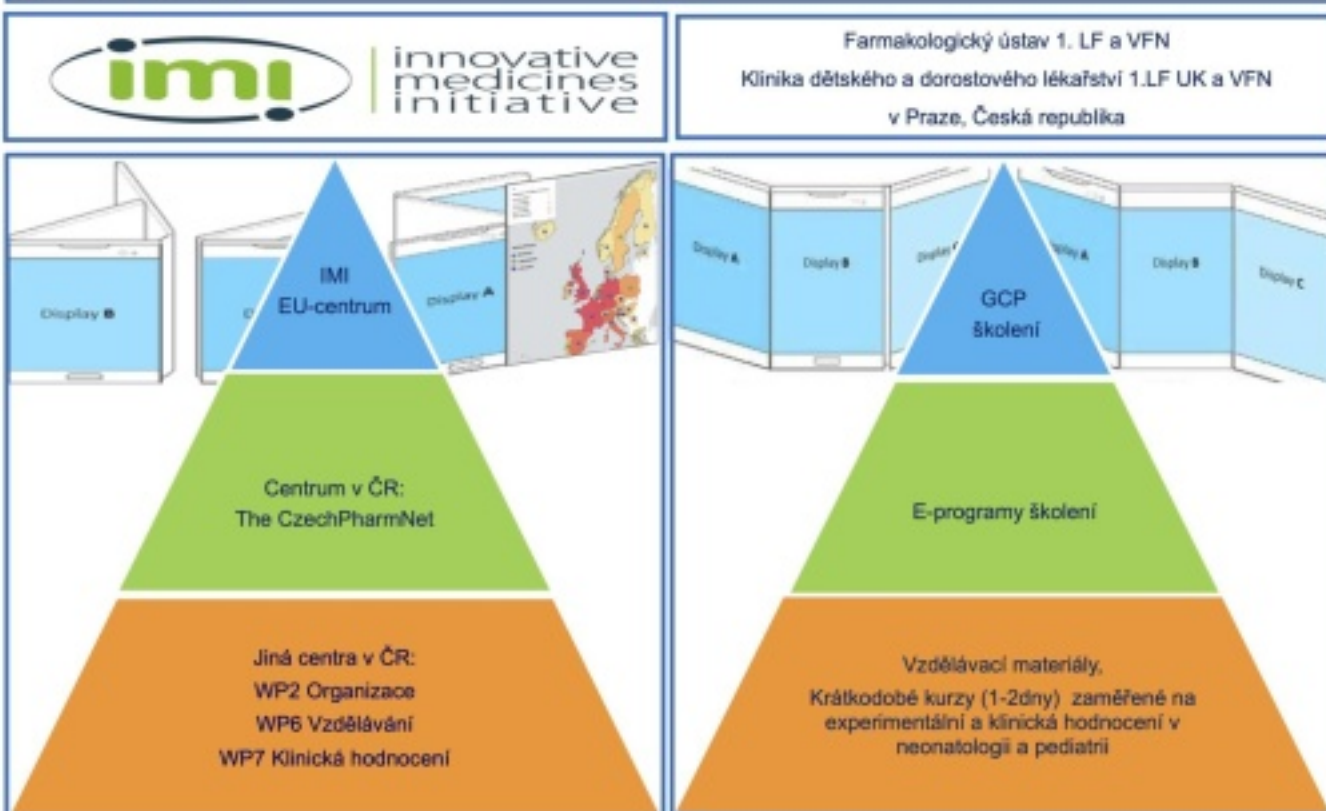 imi
innovative
medicines
initiative
Farmakologický ústav 1. LF a VFN
Klinika dětského a dorostového lékařství 1.LF UK a VFN
v Praze, Česká republika
Display B
Display A
IMI
EU-centrum
Centrum v ČR:
The CzechPharmNet
Jiná centra v ČR:
WP2 Organizace
WP6 Vzdělávání
WP7 Klinická hodnocení
Display A
Display B
Display B
Display C
GCP
školení
E-programy školení
Vzdělávací materiály,
Krátkodobé kurzy (1-2dny) zaměřené na
experimentální a klinická hodnocení v
neonatologii a pediatrii